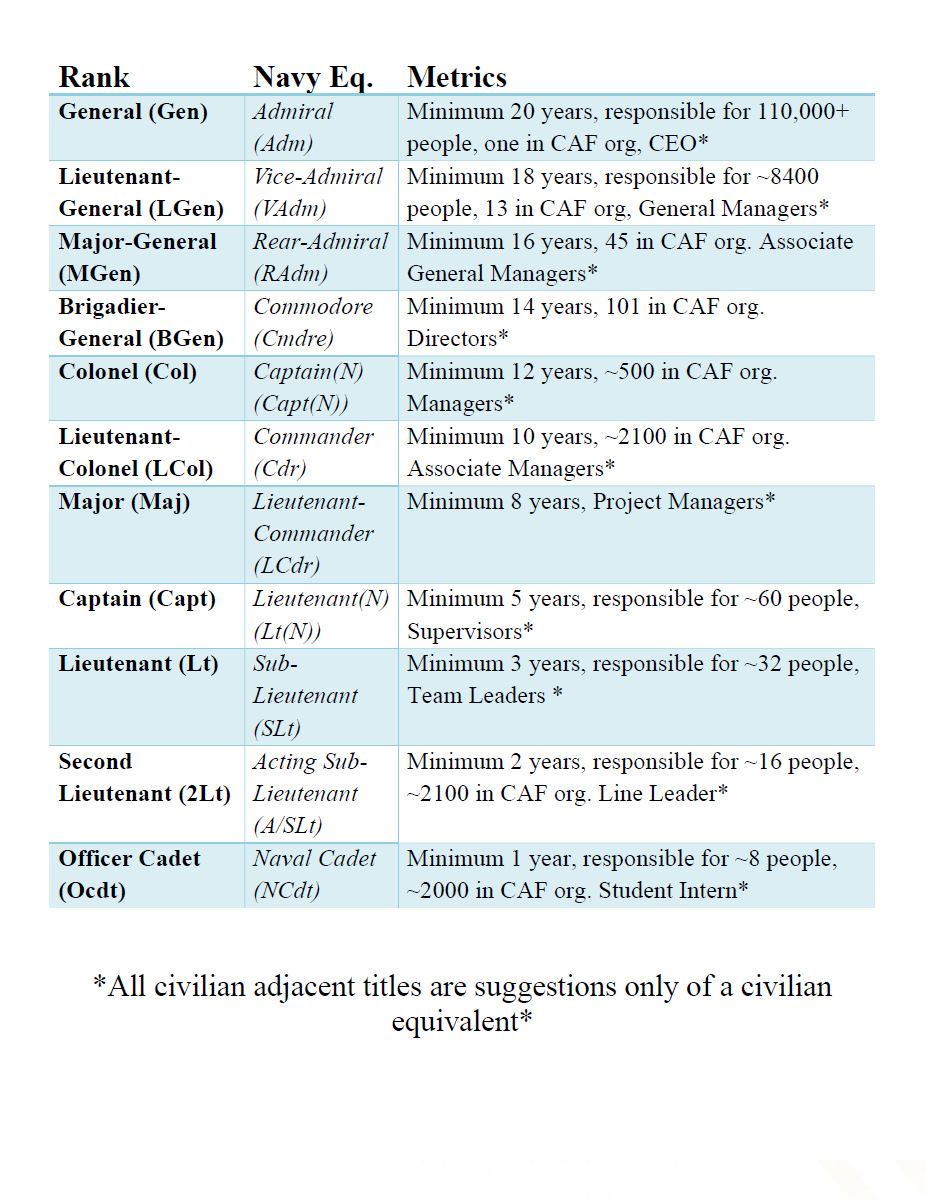 Rank Navy Eq. Metrics
General (Gen) Admiral Minimum 20 years, responsible for 110,000+
(Adm) people, one in CAF org, CEO*
Lieutenant- Vice-Admiral Minimum 18 years, responsible for ~8400
General (LGen) (VAdm) people, 13 in CAF org, General Managers*
Major-General Rear-Admiral Minimum 16 years, 45 in CAF org. Associate
(MGen) (RAdm) General Managers*
Brigadier- Commodore Minimum 14 years, 101 in CAF org.
General (BGen) (Cmdre) Directors*
Colonel (Col) Captain(N) Minimum 12 years, ~500 in CAF org.
(Capt(N)) Managers*
Lieutenant- Commander Minimum 10 years, ~2100 in CAF org.
Colonel (LCol) (Cdr) Associate Managers*
Major (Maj) Lieutenant- Minimum 8 years, Project Managers*
Commander
(LCdr)
Captain (Capt) Lieutenant(N) Minimum 5 years, responsible for ~60 people,
(Lt(N)) Supervisors*
Lieutenant (Lt) Sub- Minimum 3 years, responsible for ~32 people,
Lieutenant Team Leaders *
(SLt)
Second Acting Sub- Minimum 2 years, responsible for ~16 people,
Lieutenant (2Lt) Lieutenant ~2100 in CAF org. Line Leader*
(A/SLt)
Officer Cadet Naval Cadet Minimum 1 year, responsible for ~8 people,
(Ocdt) (NCdt) ~2000 in CAF org. Student Intern*
*All civilian adjacent titles are suggestions only of a civilian
equivalent*